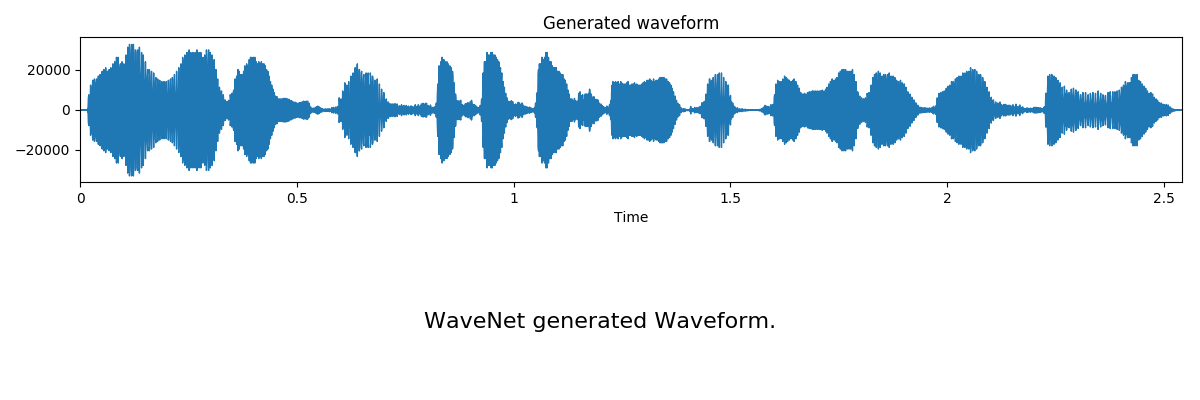 Generated waveform
20000
0
−20000
0 0.5 1 1.5 2 2.5
Time
WaveNet generated Waveform.